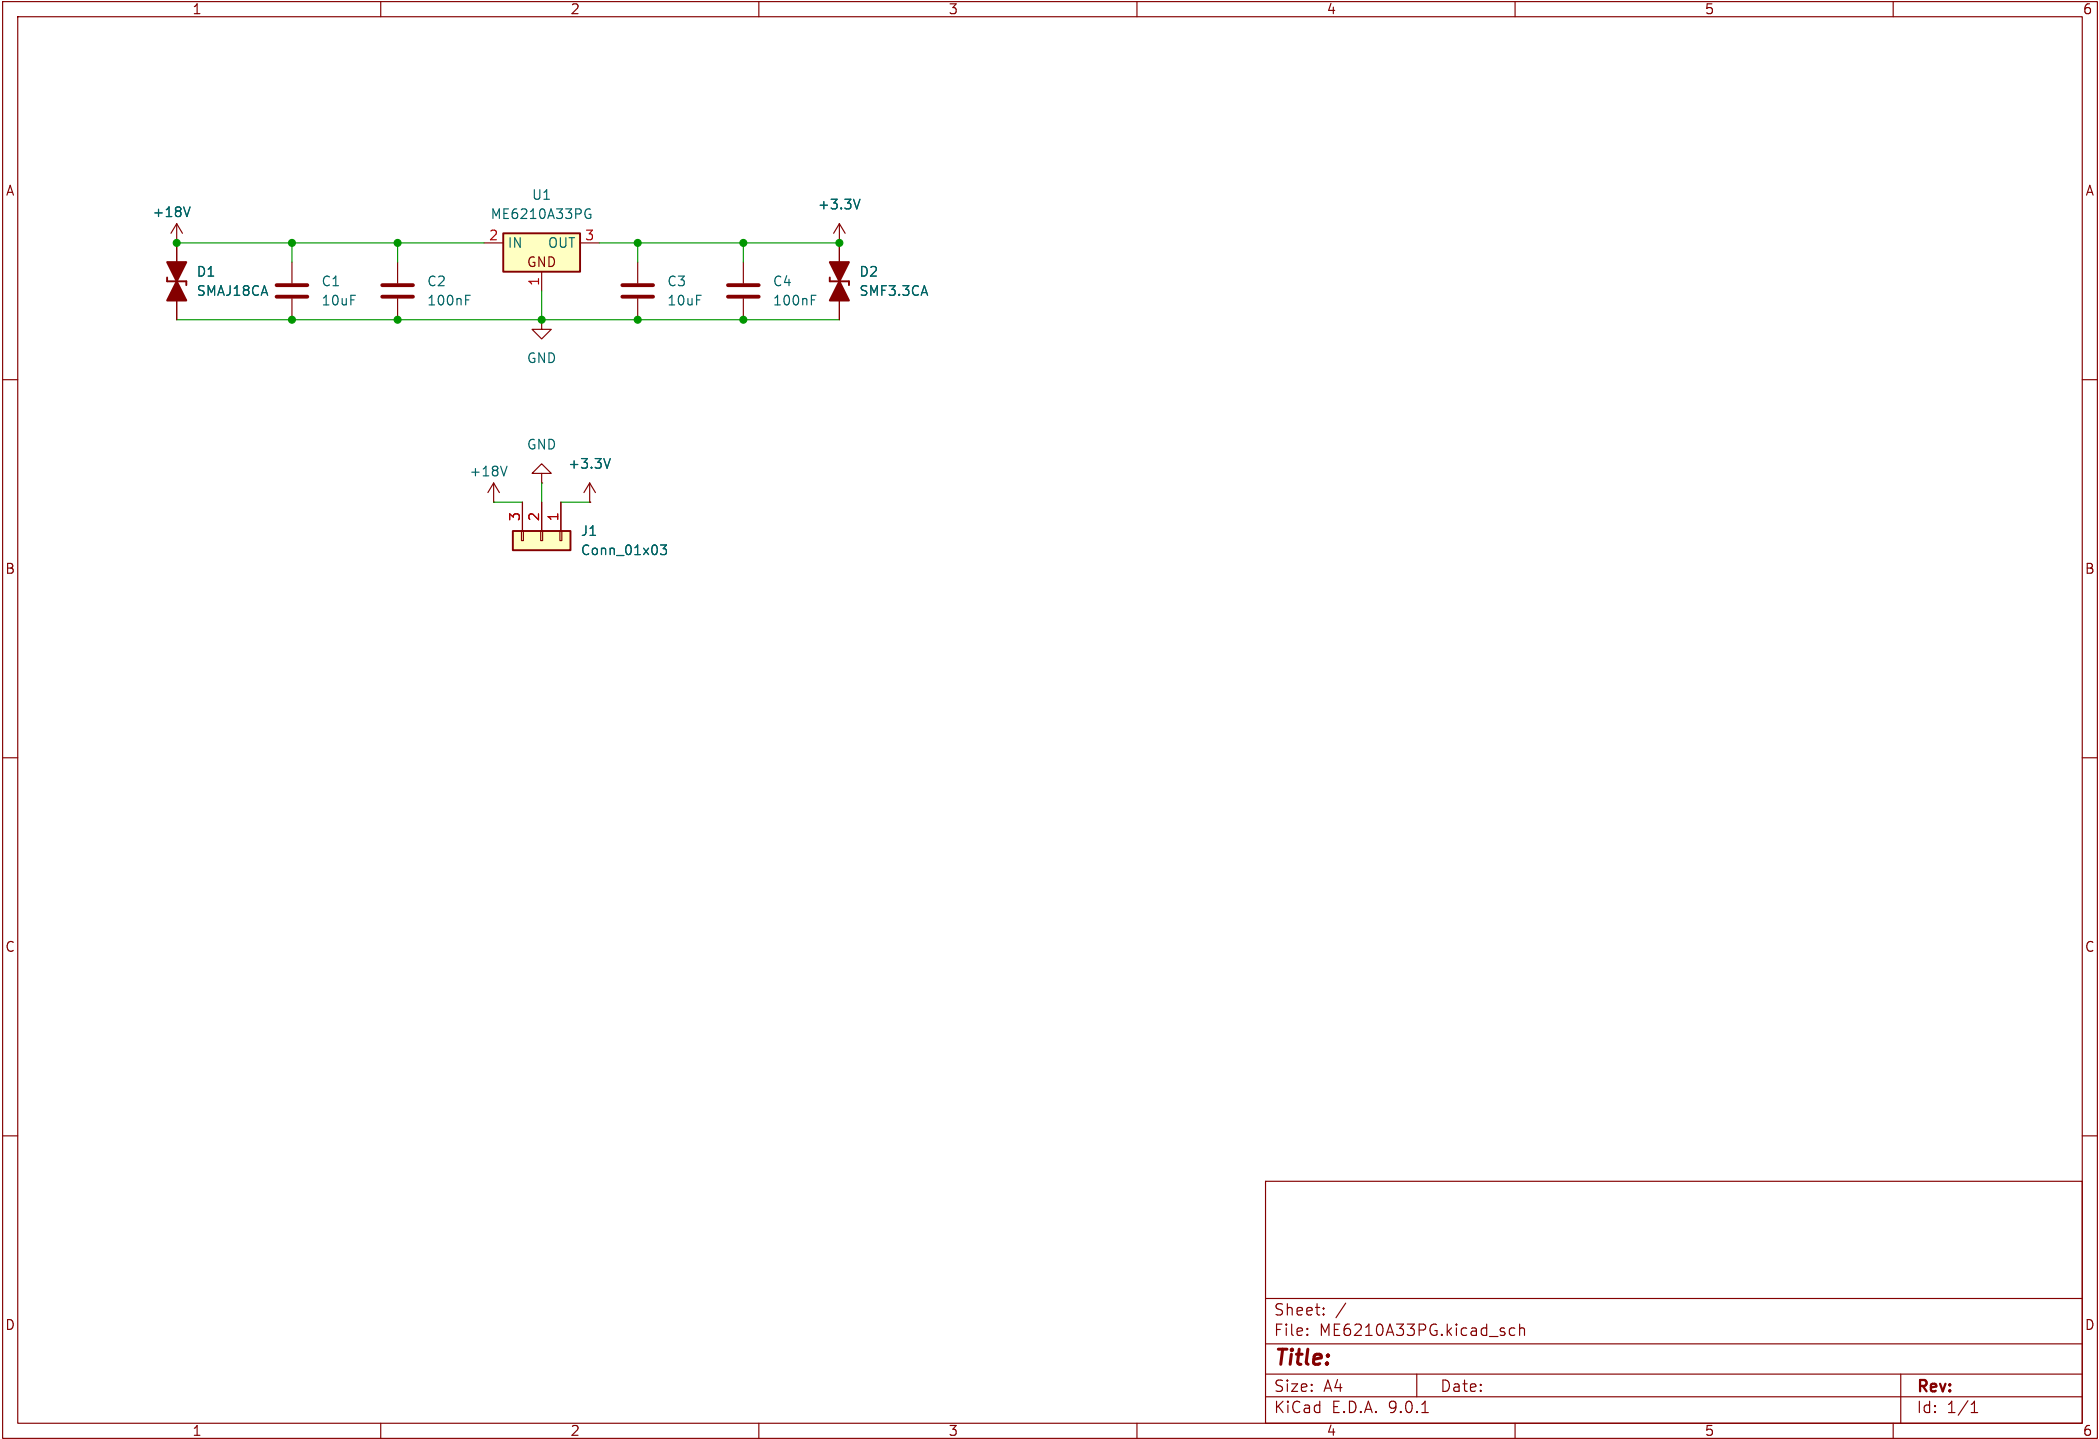 1 2 3 4 5 6
A A
U1
+3.3V
+18V
ME6210A33PG
2 IN OUT 3
GND
1
D1
SMAJ18CA
C1
10uF
C2
100nF
C3
10uF
C4
100nF
D2
SMF3.3CA
GND
GND
+18V
+3.3V
3 2 1
J1
Conn_01x03
B B
C C
Sheet: /
File: ME6210A33PG.kicad_sch
D D
Title:
Size: A4 Date: Rev:
KiCad E.D.A. 9.0.1 Id: 1/1
1 2 3 4 5 6